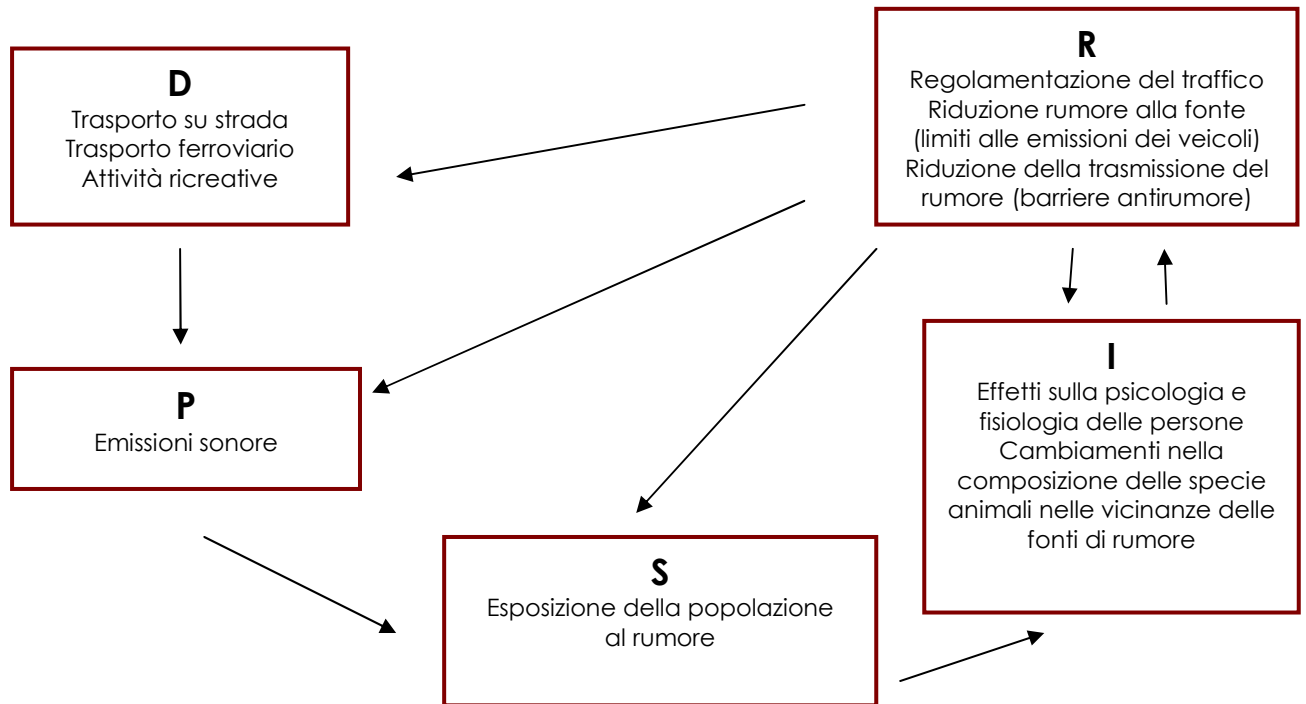 D
Trasporto su strada
Trasporto ferroviario
Attività ricreative
R
Regolamentazione del traffico
Riduzione rumore alla fonte
(limiti alle emissioni dei veicoli)
Riduzione della trasmissione del
rumore (barriere antirumore)
P
Emissioni sonore
I
Effetti sulla psicologia e
fisiologia delle persone
Cambiamenti nella
composizione delle specie
animali nelle vicinanze delle
fonti di rumore
S
Esposizione della popolazione
al rumore